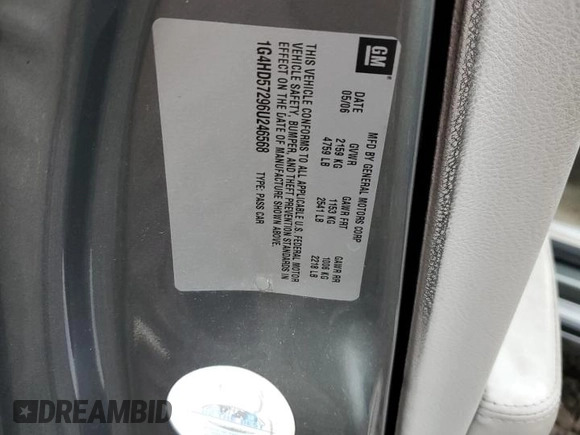 GM
MFD BY GENERAL MOTORS CORP
DATE GVWR GAWR FRT GAWR RR
05/06 2159 KG 1153 KG 1006 KG
4759 LB 2541 LB 2218 LB
THIS VEHICLE CONFORMS TO ALL APPLICABLE U.S. FEDERAL MOTOR
VEHICLE SAFETY, BUMPER, AND THEFT PREVENTION STANDARDS IN
EFFECT ON THE DATE OF MANUFACTURE SHOWN ABOVE.
1G4HD57296U246568 TYPE: PASS CAR
DREAMBID